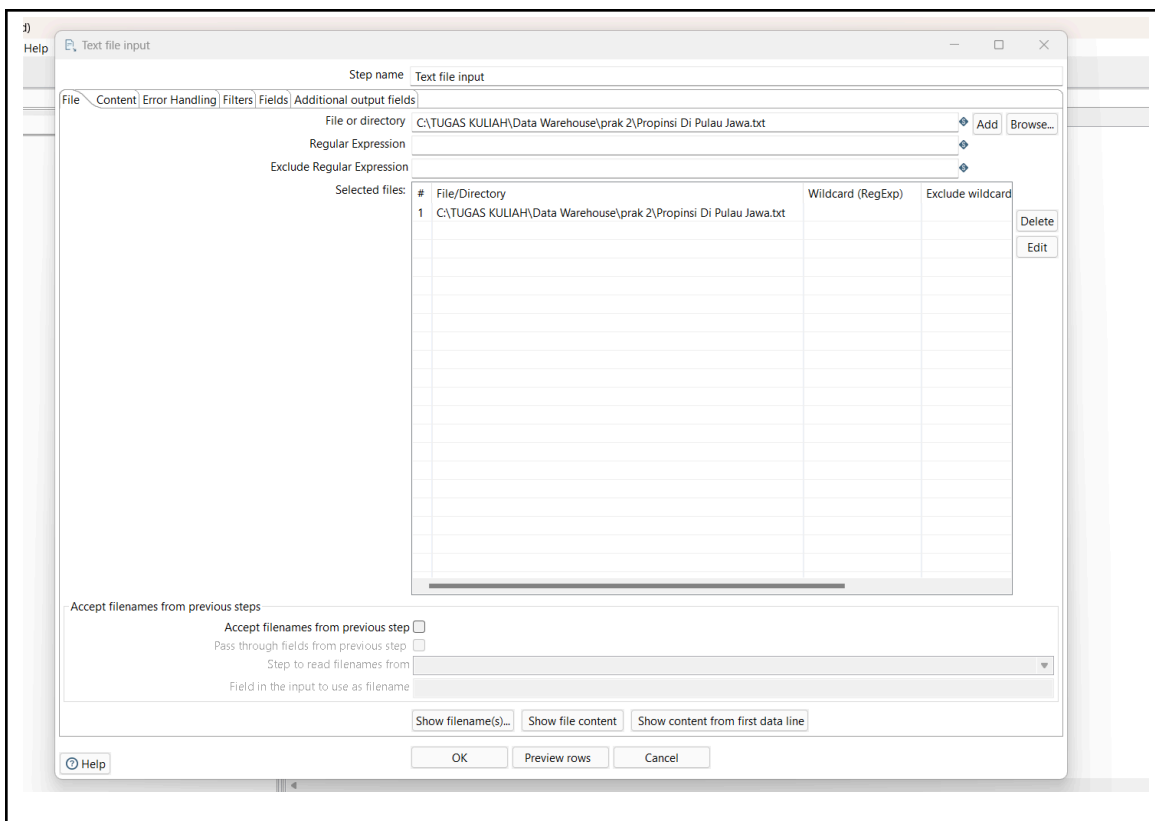 d)
Help
Text file input
Step name Text file input
File Content Error Handling Filters Fields Additional output fields
File or directory C:\TUGAS KULIAH\Data Warehouse\prak 2\Propinsi Di Pulau Jawa.txt Add Browse...
Regular Expression
Exclude Regular Expression
Selected files: # File/Directory Wildcard (RegExp) Exclude wildcard
1 C:\TUGAS KULIAH\Data Warehouse\prak 2\Propinsi Di Pulau Jawa.txt
Delete
Edit
Accept filenames from previous steps
Accept filenames from previous step
Pass through fields from previous step
Step to read filenames from
Field in the input to use as filename
Show filename(s)... Show file content Show content from first data line
Help OK Preview rows Cancel